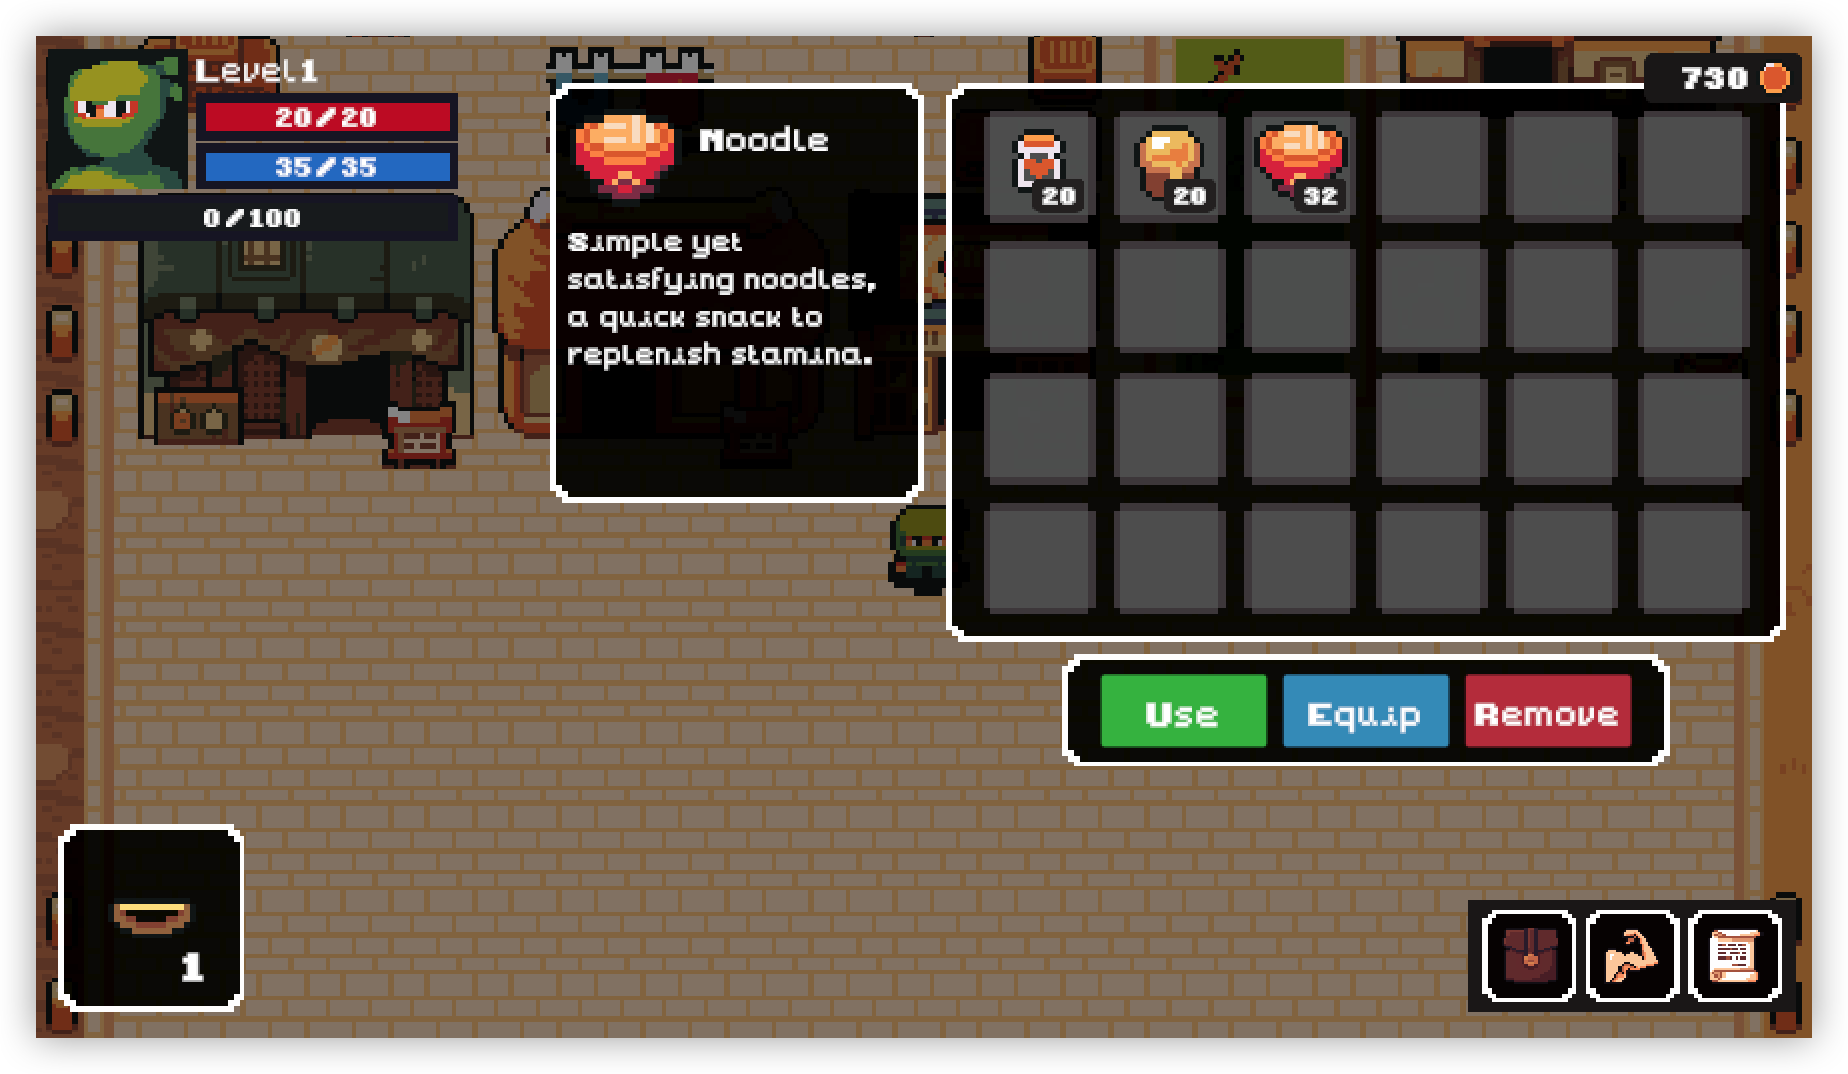 Level1
20/20
35/35
0/100
Noodle
Simple yet
satisfying noodles,
a quick snack to
replenish stamina.
730
20
20
32
Use
Equip
Remove
1